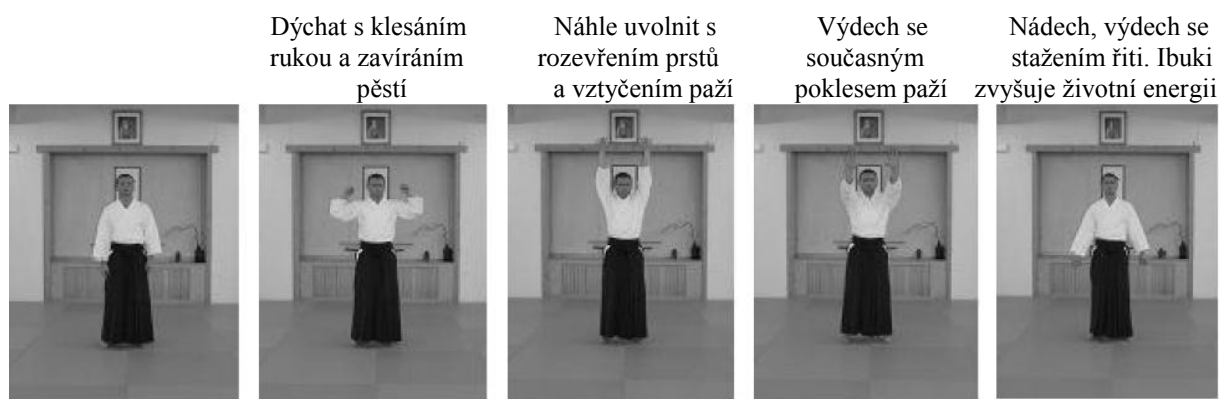 Dýchat s klesáním
rukou a zavíráním
pěstí
Náhle uvolnit s
rozevřením prstů
a vztyčením paží
Výdech se
současným
poklesem paží
Nádech, výdech se
stažením řiti. Ibuki
zvyšuje životní energii